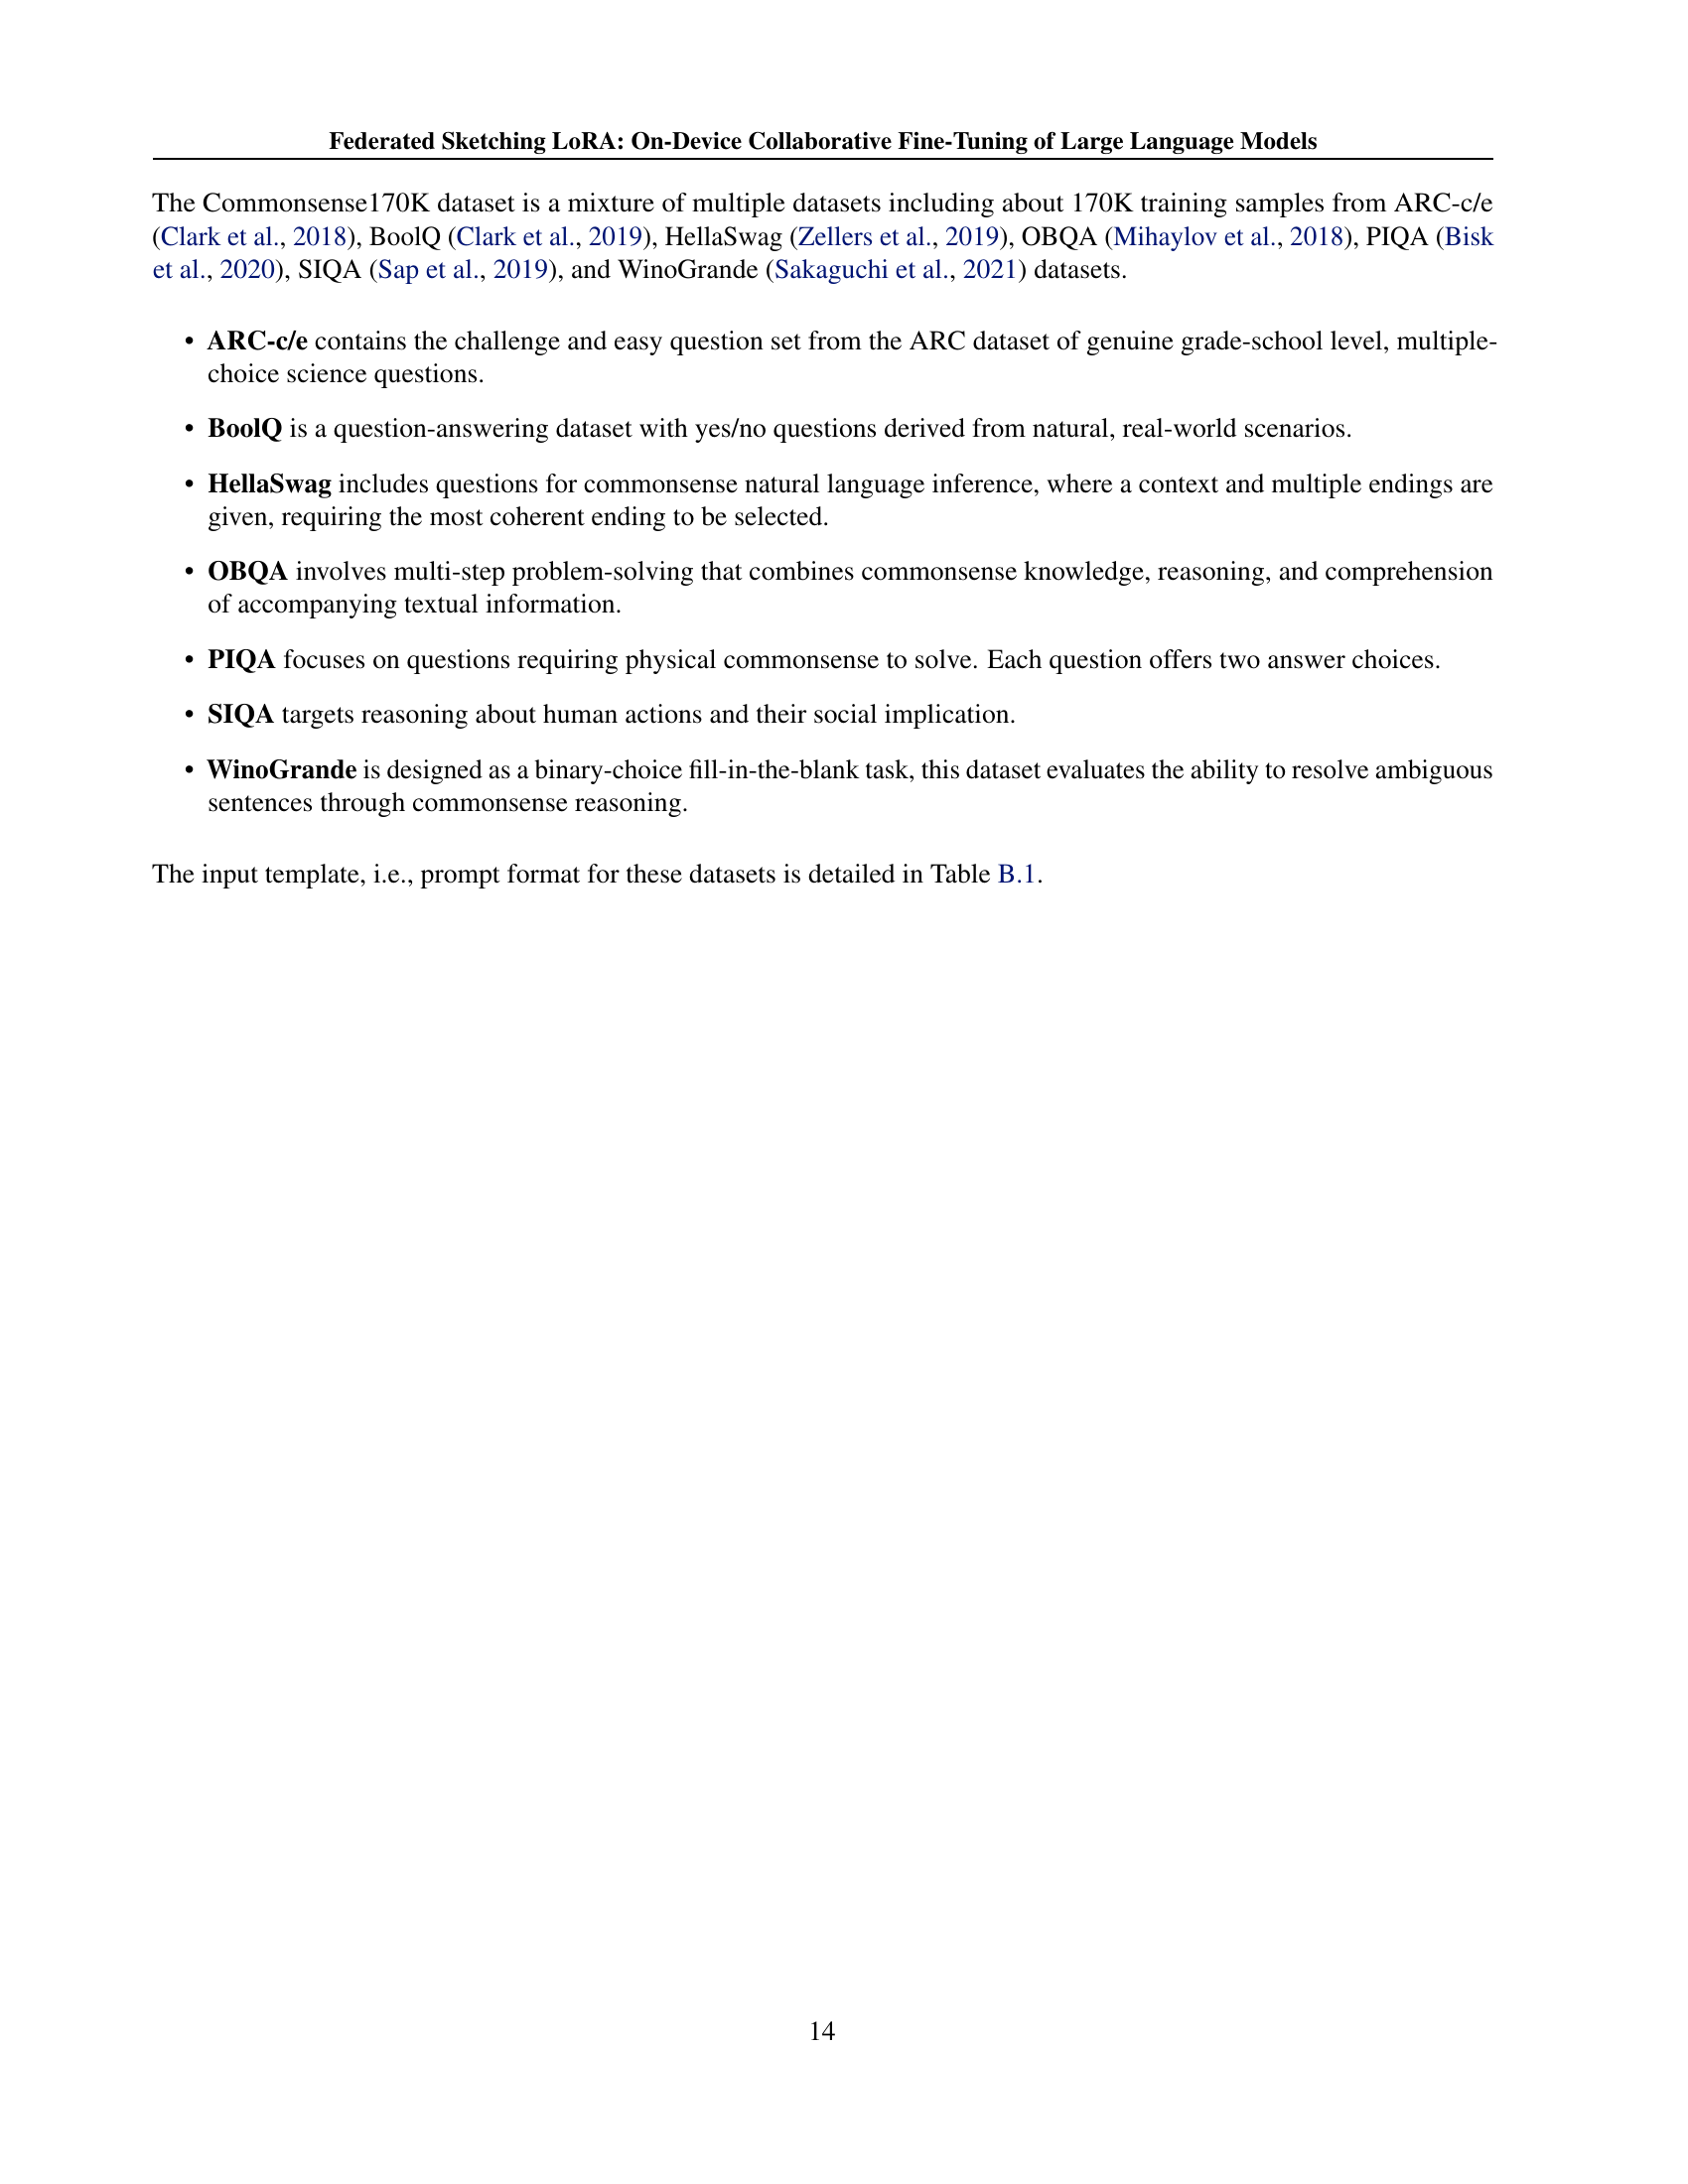 Federated Sketching LoRA: On-Device Collaborative Fine-Tuning of Large Language Models
The Commonsense170K dataset is a mixture of multiple datasets including about 170K training samples from ARC-c/e
(Clark et al., 2018), BoolQ (Clark et al., 2019), HellaSwag (Zellers et al., 2019), OBQA (Mihaylov et al., 2018), PIQA (Bisk
et al., 2020), SIQA (Sap et al., 2019), and WinoGrande (Sakaguchi et al., 2021) datasets.
• ARC-c/e contains the challenge and easy question set from the ARC dataset of genuine grade-school level, multiple-
choice science questions.
• BoolQ is a question-answering dataset with yes/no questions derived from natural, real-world scenarios.
• HellaSwag includes questions for commonsense natural language inference, where a context and multiple endings are
given, requiring the most coherent ending to be selected.
• OBQA involves multi-step problem-solving that combines commonsense knowledge, reasoning, and comprehension
of accompanying textual information.
• PIQA focuses on questions requiring physical commonsense to solve. Each question offers two answer choices.
• SIQA targets reasoning about human actions and their social implication.
• WinoGrande is designed as a binary-choice fill-in-the-blank task, this dataset evaluates the ability to resolve ambiguous
sentences through commonsense reasoning.
The input template, i.e., prompt format for these datasets is detailed in Table B.1.
14